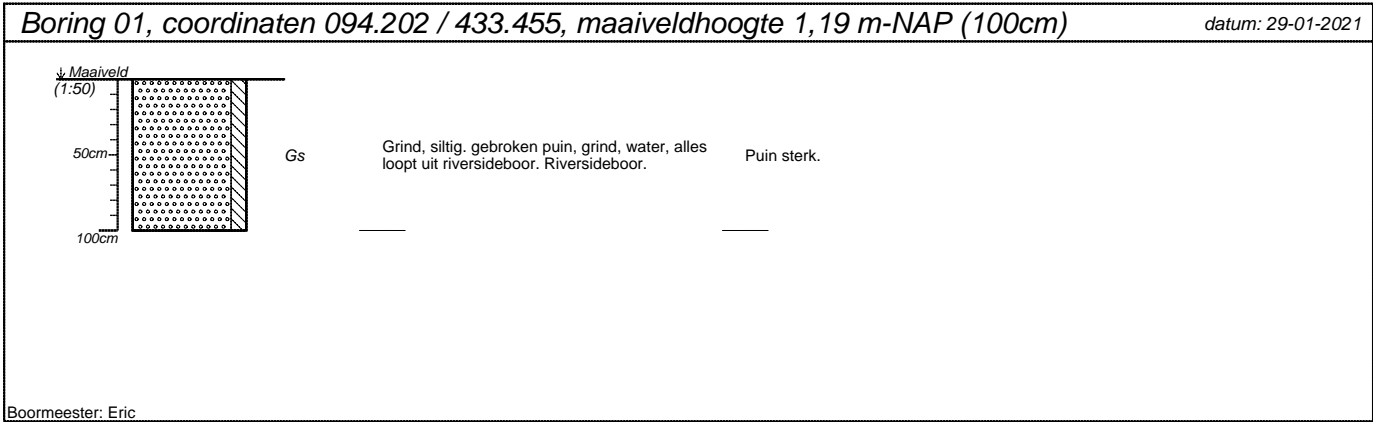 Boring 01, coordinaten 094.202 / 433.455, maaiveldhoogte 1,19 m-NAP (100cm)
datum: 29-01-2021
Maaiveld
(1:50)
50cm
Gs
Grind, siltig. gebroken puin, grind, water, alles
loopt uit riversideboor. Riversideboor.
Puin sterk.
100cm
Boormeester: Eric